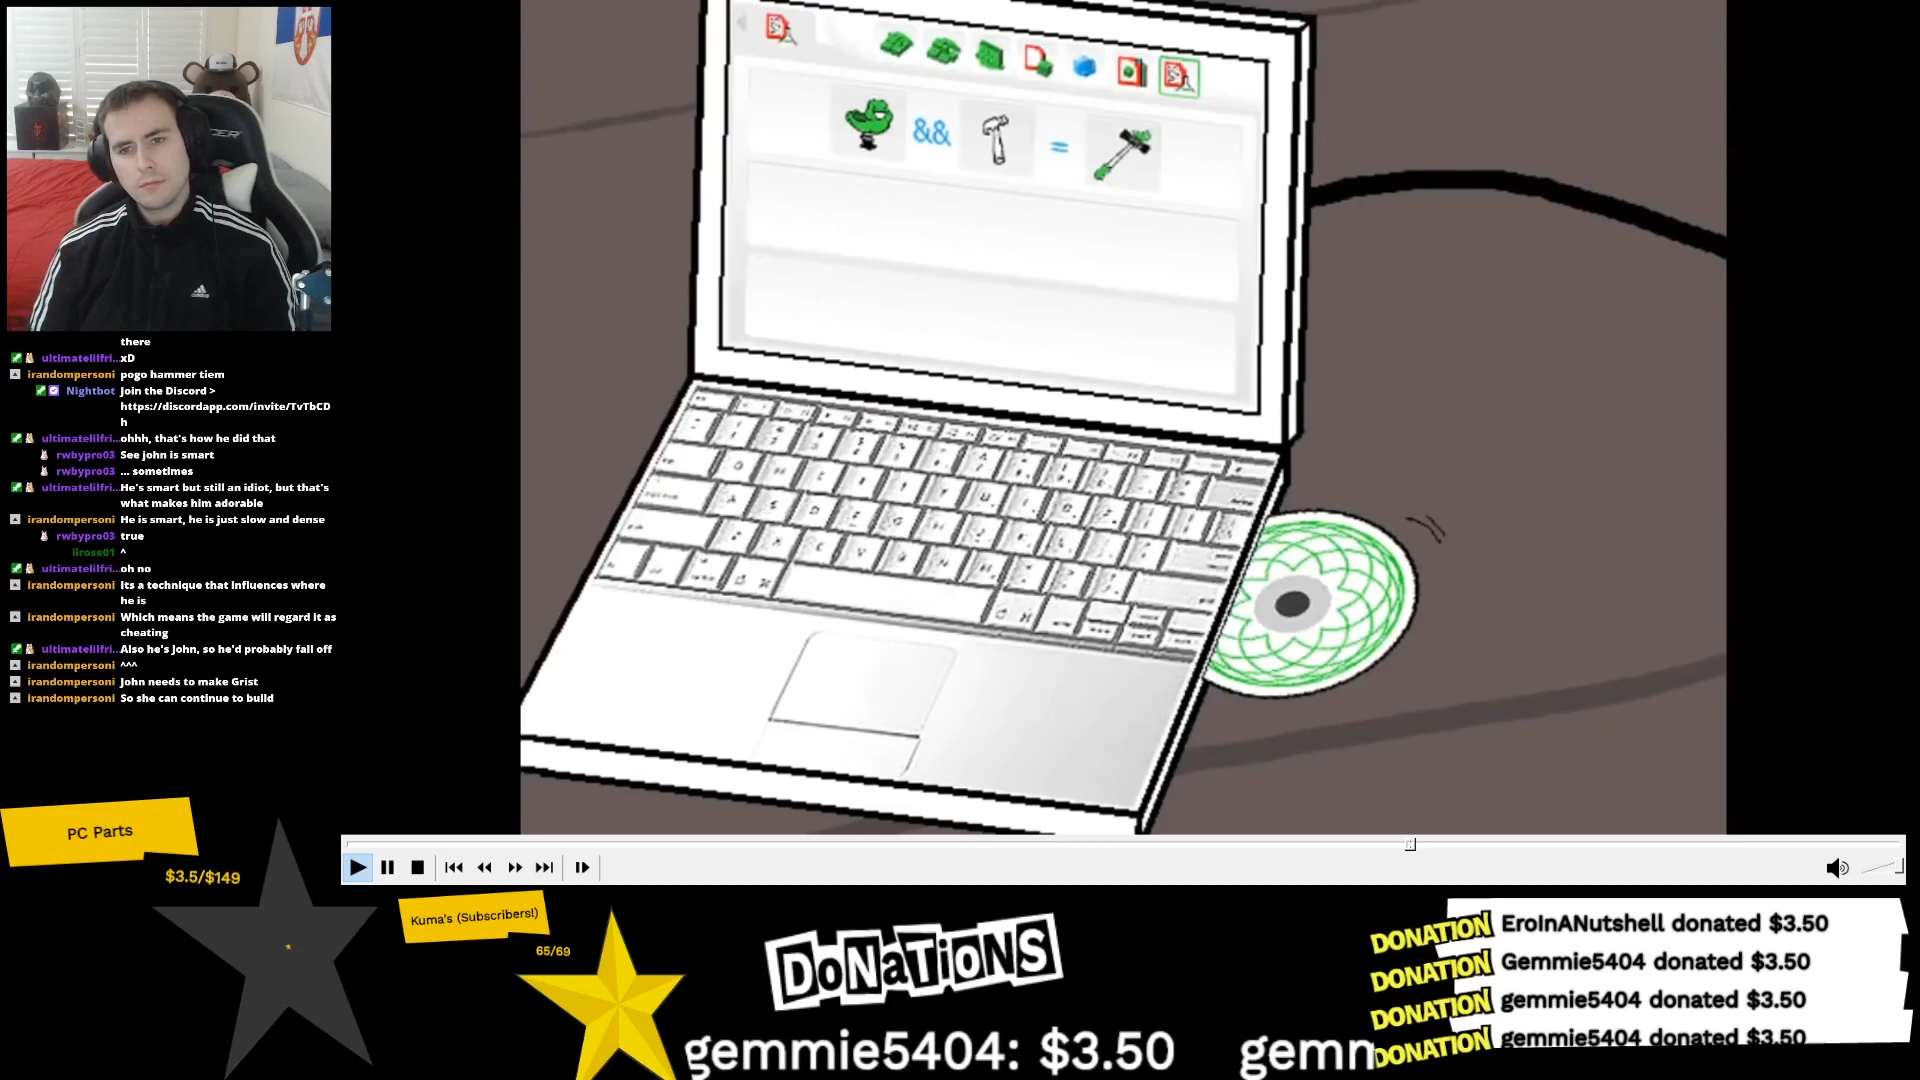 &&
=
there
ultimatelilfri...xD
irandompersoni pogo hammer tiem
Nightbot Join the Discord >
https://discordapp.com/invite/TvTbCD
h
ultimatelilfri...ohhh, that's how he did that
rwbypro03 See john is smart
rwbypro03 ... sometimes
ultimatelilfri...He's smart but still an idiot, but that's
what makes him adorable
irandompersoni He is smart, he is just slow and dense
rwbypro03 true
llrose01 ^
ultimatelilfri...oh no
irandompersoni Its a technique that influences where
he is
irandompersoni Which means the game will regard it as
cheating
ultimatelilfri...Also he's John, so he'd probably fall off
irandompersoni ^^^
irandompersoni John needs to make Grist
irandompersoni So she can continue to build
PC Parts
$3.5/$149
Kuma's (Subscribers!)
65/69
DoNaTiONS
gemmie5404: $3.50 gemm
DONATION EroInANutshell donated $3.50
DONATION Gemmie5404 donated $3.50
DONATION gemmie5404 donated $3.50
DONATION gemmie5404 donated $3.50